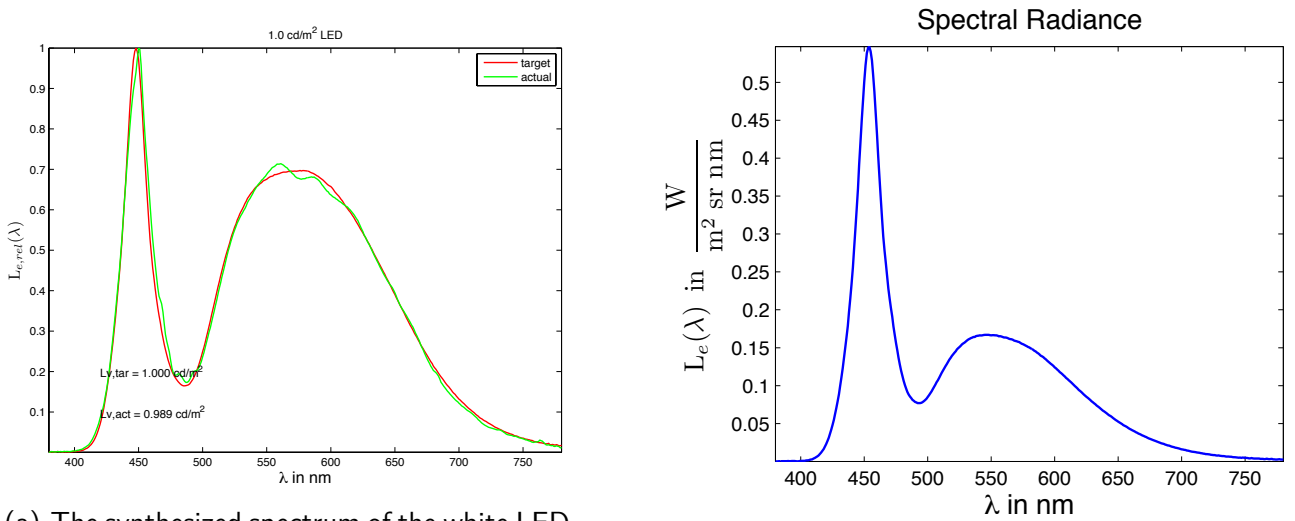 1.0 cd/m² LED
target
actual
1
0.9
0.8
0.7
0.6
0.5
0.4
0.3
0.2
0.1
L_{e,rel}(λ)
Lv,tar = 1.000 cd/m²
Lv,act = 0.989 cd/m²
400 450 500 550 600 650 700 750
λ in nm
(a) The synthesized spectrum of the white LED
Spectral Radiance
0.5
0.45
0.4
0.35
0.3
0.25
0.2
0.15
0.1
0.05
L_e(λ) in W / m² sr nm
400 450 500 550 600 650 700 750
λ in nm